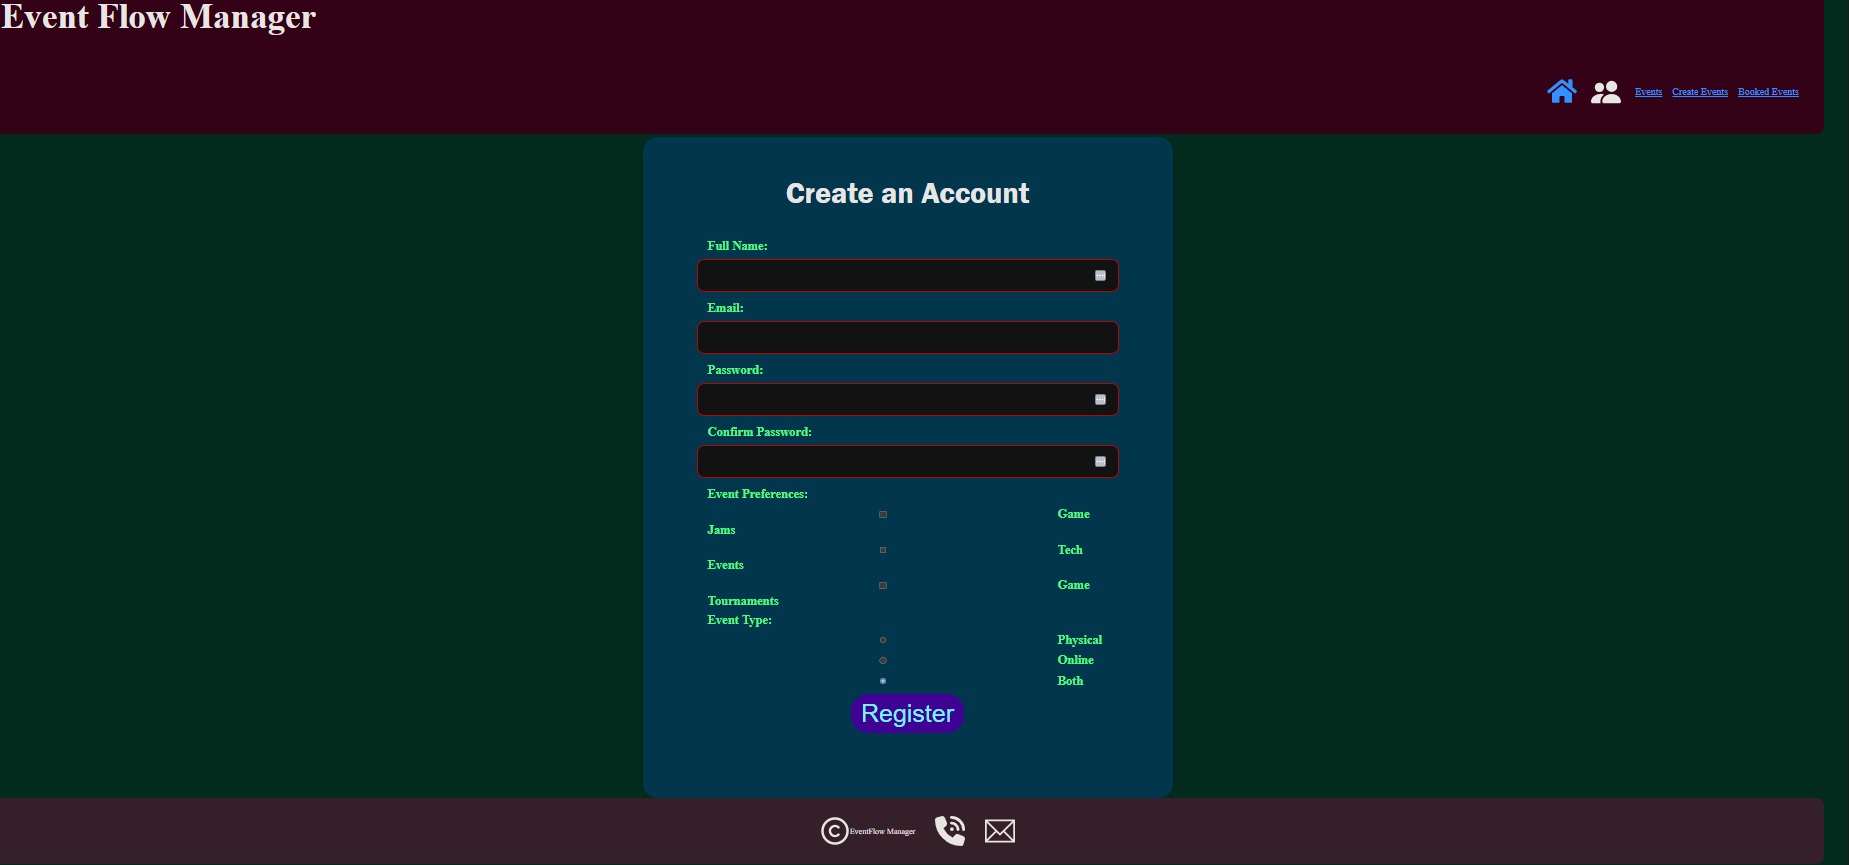 Event Flow Manager
Events Create Events Booked Events
Create an Account
Full Name:
Email:
Password:
Confirm Password:
Event Preferences:
Game
Jams
Tech
Events
Game
Tournaments
Event Type:
Physical
Online
Both
Register
© EventFlow Manager